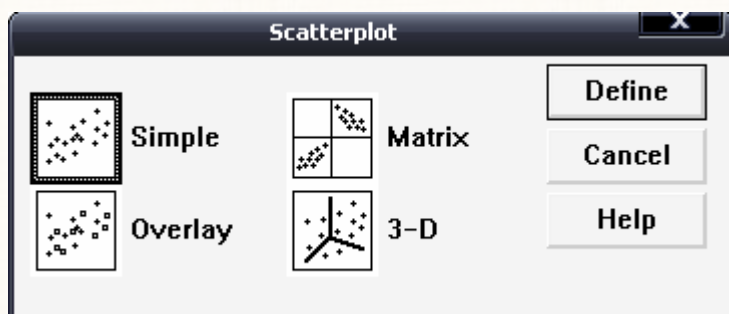 Scatterplot
X
Simple
Matrix
Define
Cancel
Overlay
3-D
Help